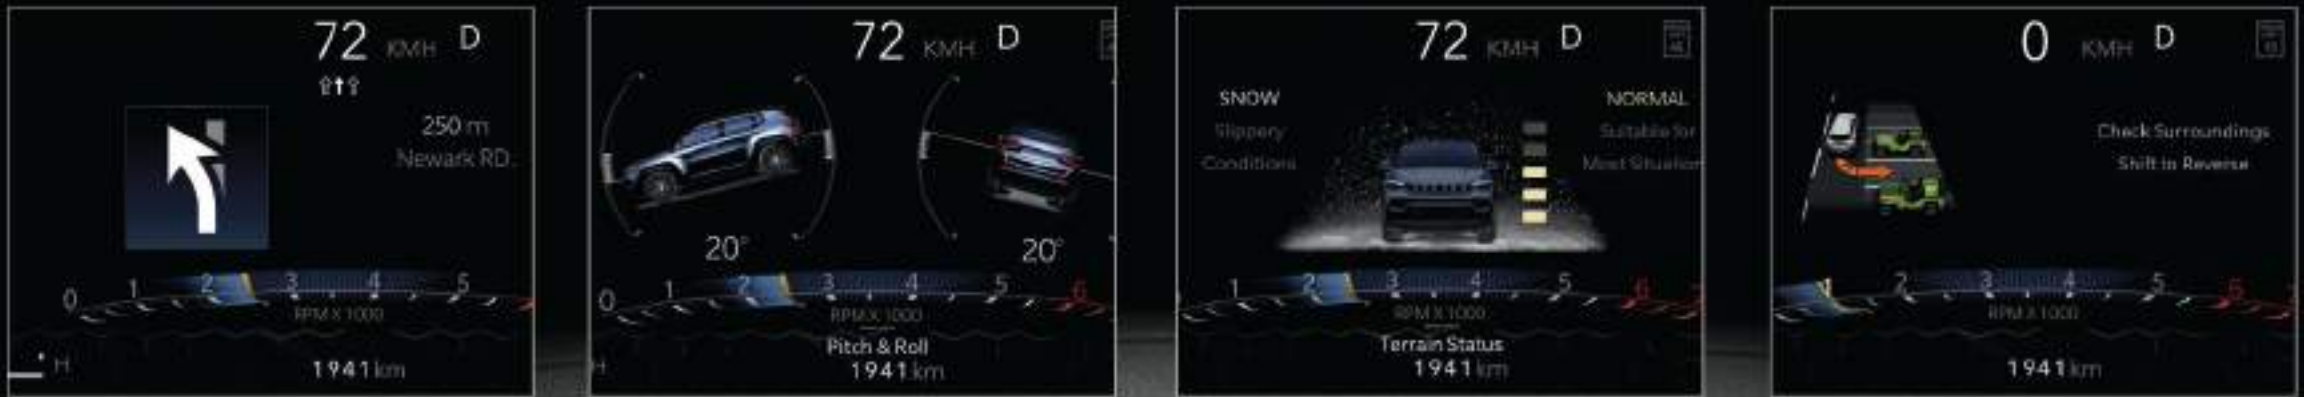 72 KMH D
250 m
Newark RD.
0 1 2 3 4 5
RPM X 1000
H
1941 km
72 KMH D
20° 20°
0 1 2 3 4 5 6
RPM X 1000
Pitch & Roll
H
1941 km
72 KMH D
SNOW
Slippery
Conditions
NORMAL
Suitable for
Most Situation
1 2 3 4 5 6
RPM X 1000
Terrain Status
1941 km
0 KMH D
Check Surroundings
Shift to Reverse
1 2 3 4 5 6
RPM X 1000
1941 km